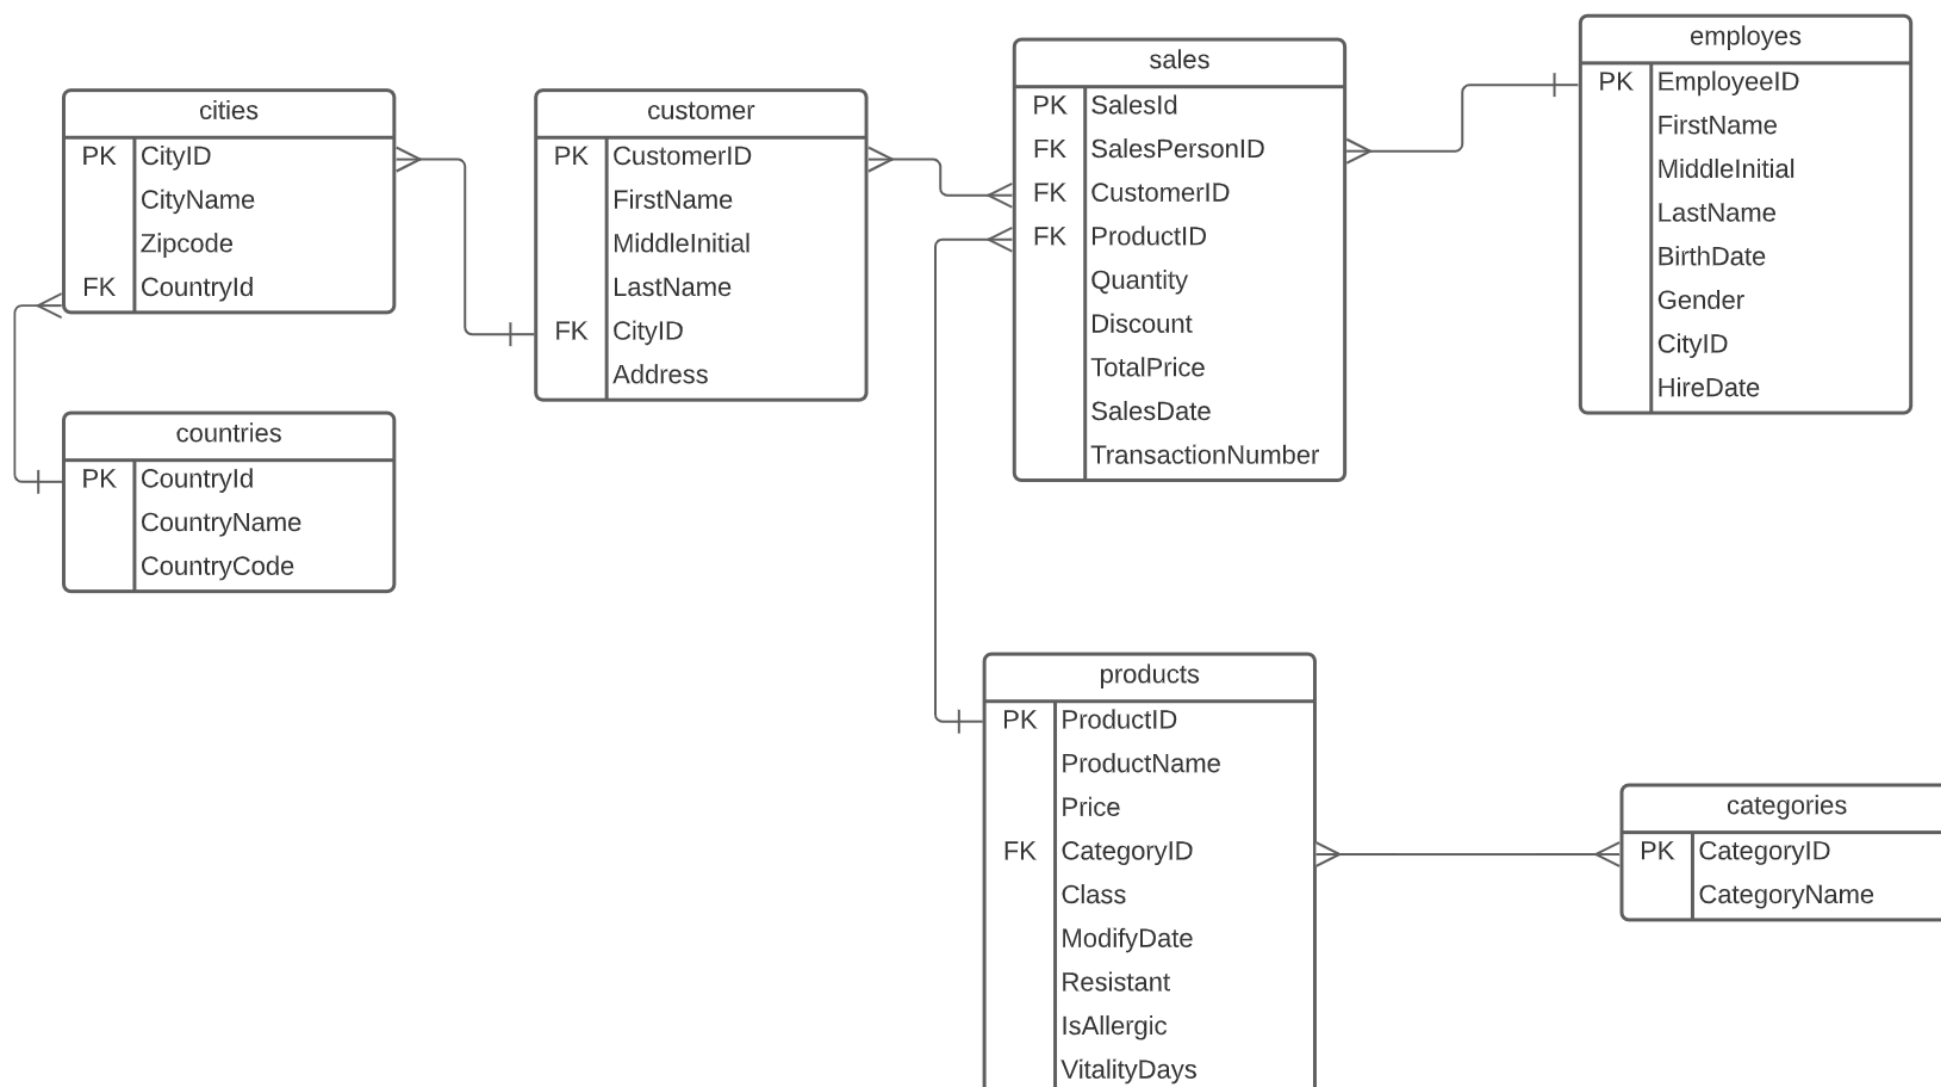 cities
PK CityID
CityName
Zipcode
FK CountryId
countries
PK CountryId
CountryName
CountryCode
customer
PK CustomerID
FirstName
MiddleInitial
LastName
FK CityID
Address
sales
PK SalesId
FK SalesPersonID
FK CustomerID
FK ProductID
Quantity
Discount
TotalPrice
SalesDate
TransactionNumber
employes
PK EmployeeID
FirstName
MiddleInitial
LastName
BirthDate
Gender
CityID
HireDate
products
PK ProductID
ProductName
Price
FK CategoryID
Class
ModifyDate
Resistant
IsAllergic
VitalityDays
categories
PK CategoryID
CategoryName